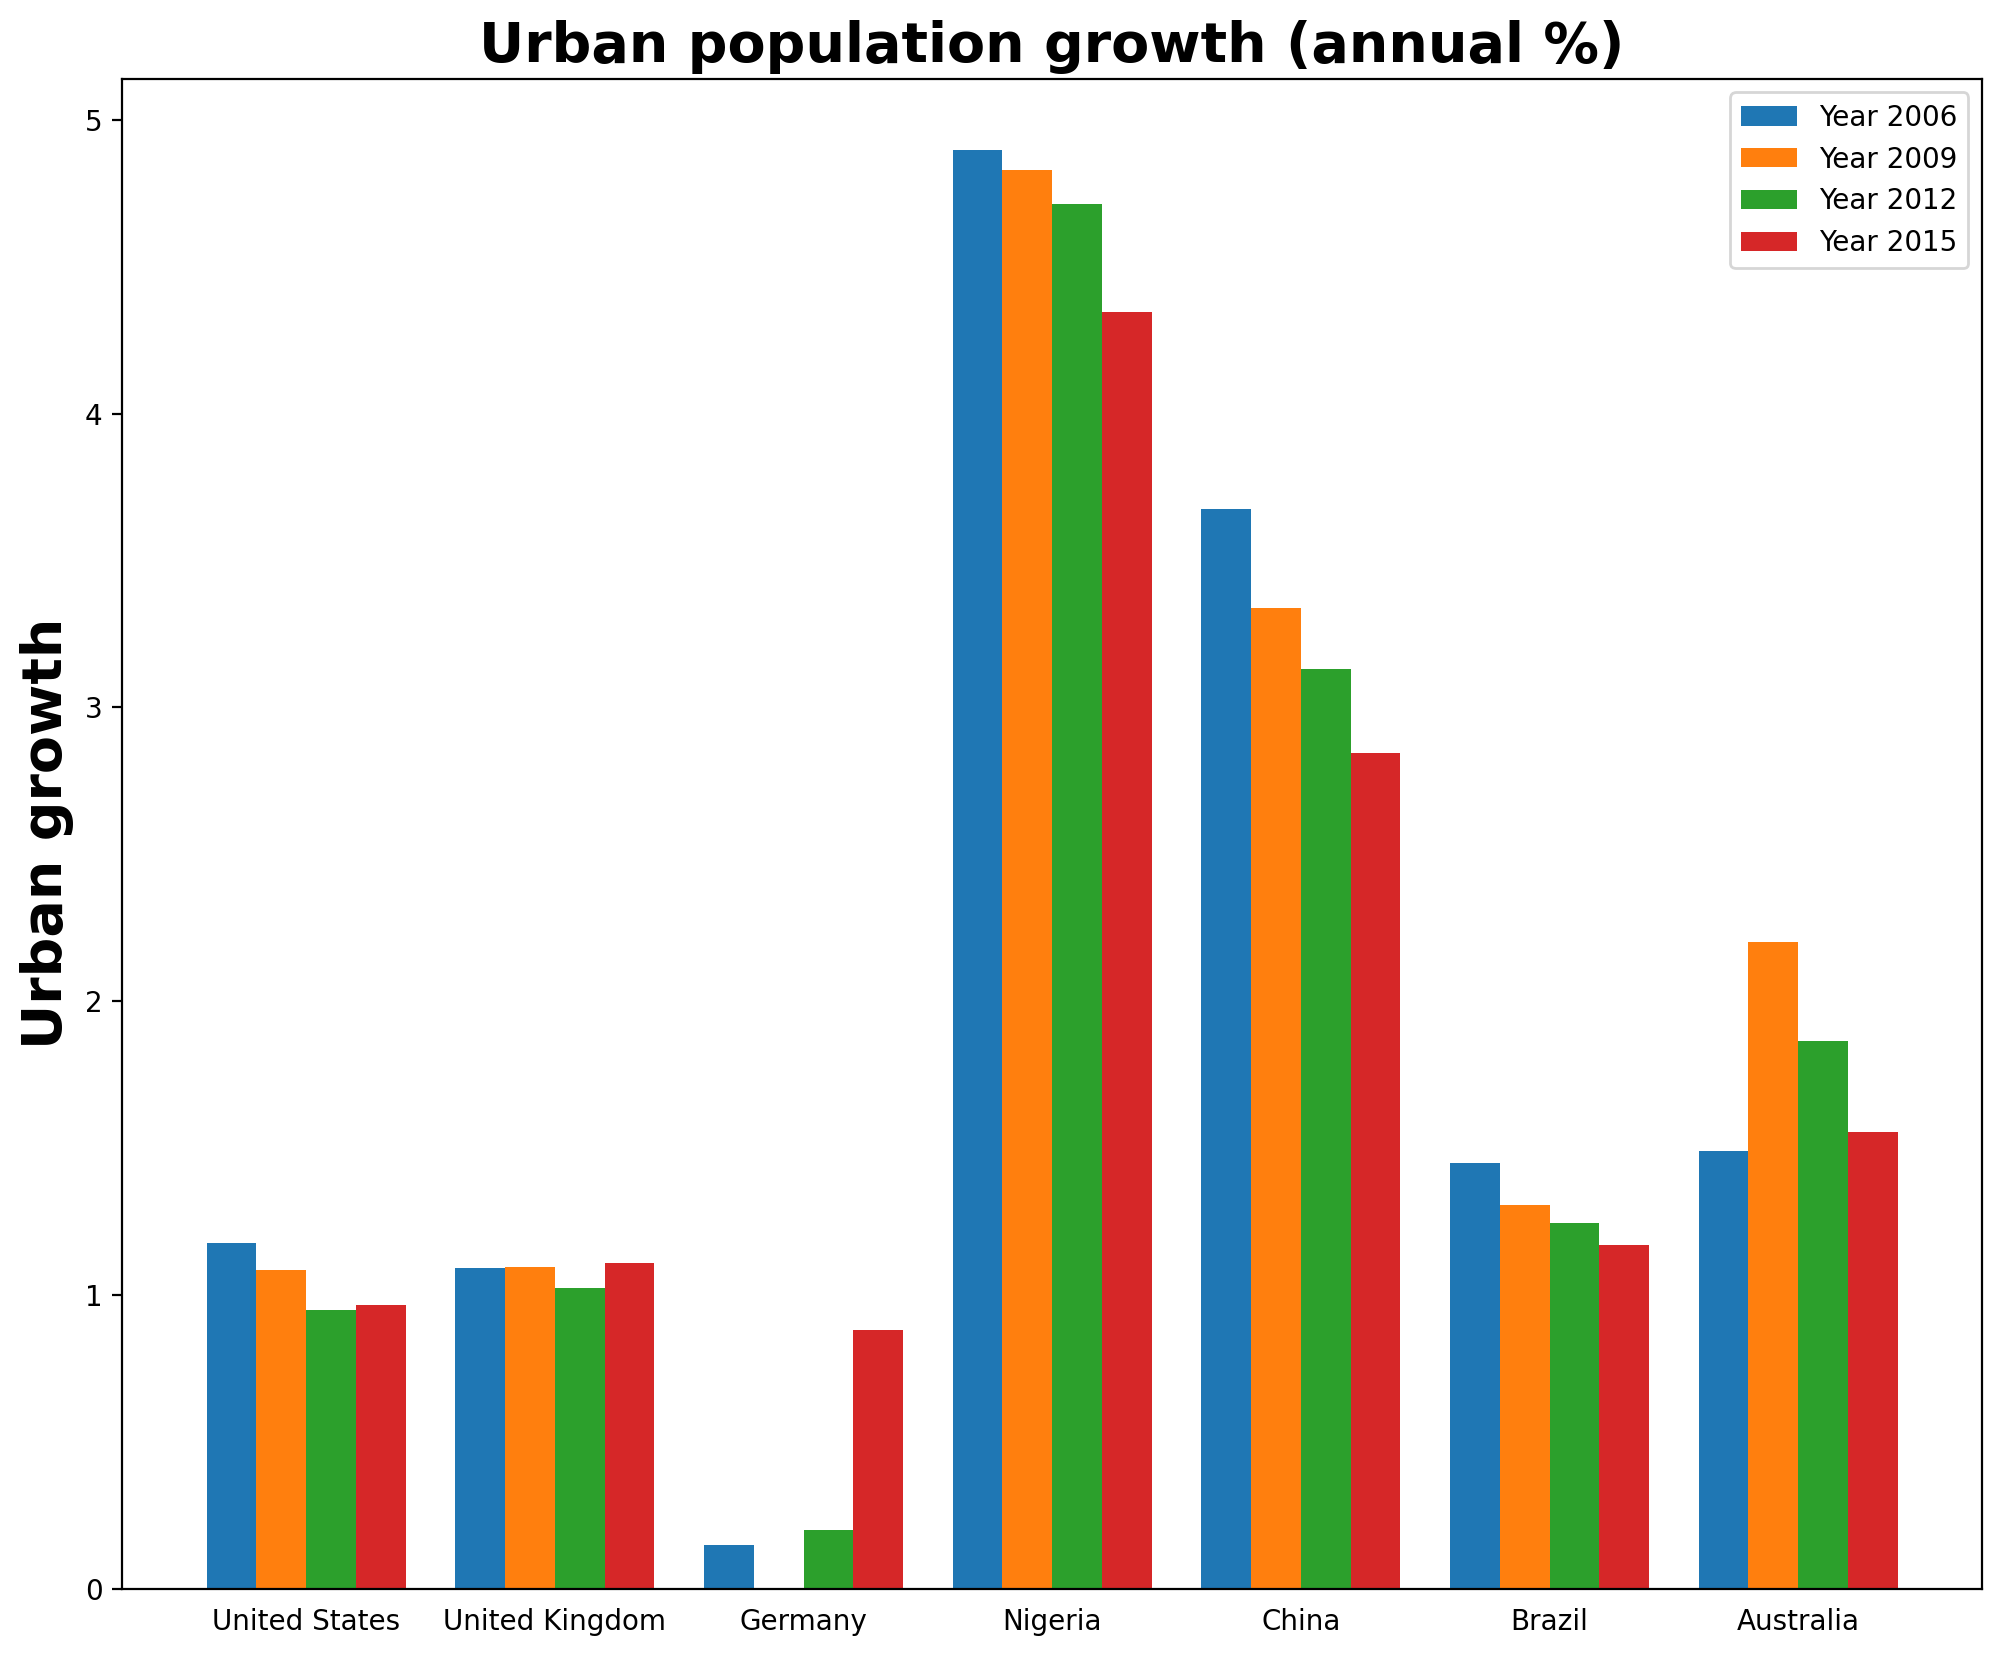 Urban population growth (annual %)
Year 2006
Year 2009
Year 2012
Year 2015
Urban growth
5
4
3
2
1
0
United States
United Kingdom
Germany
Nigeria
China
Brazil
Australia